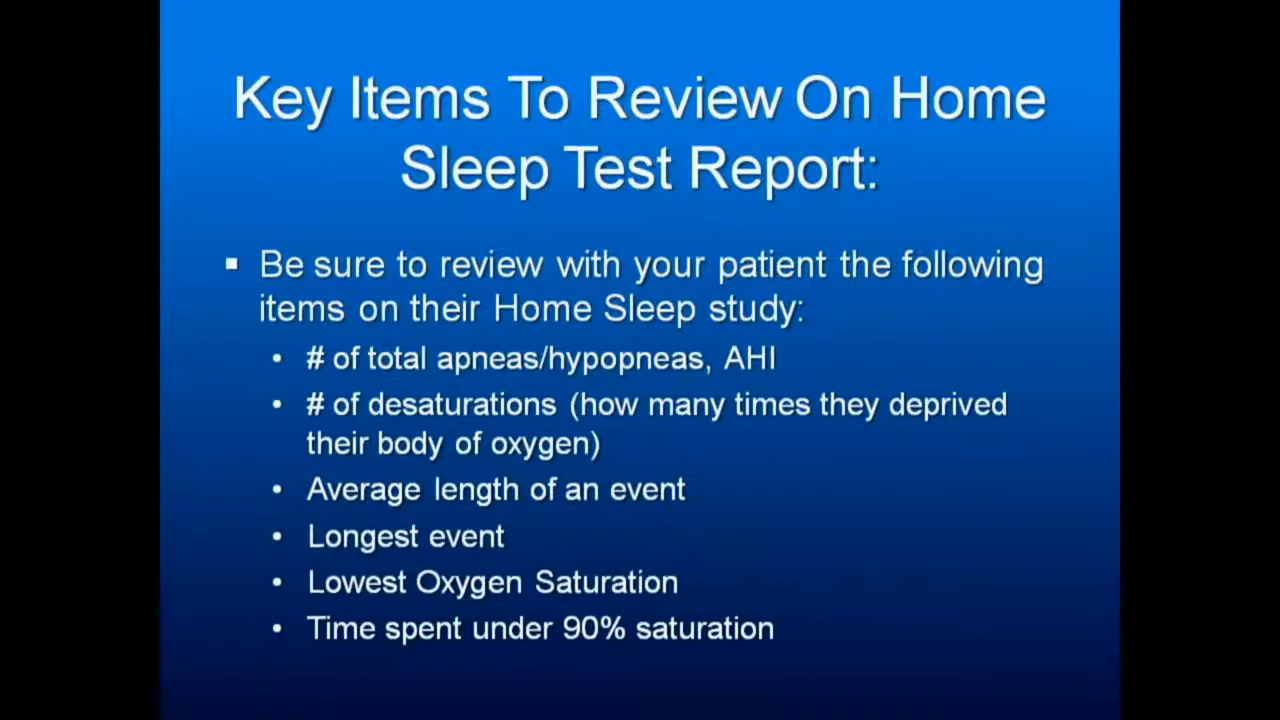 Key Items To Review On Home
Sleep Test Report:
▪ Be sure to review with your patient the following
items on their Home Sleep study:
• # of total apneas/hypopneas, AHI
• # of desaturations (how many times they deprived
their body of oxygen)
• Average length of an event
• Longest event
• Lowest Oxygen Saturation
• Time spent under 90% saturation